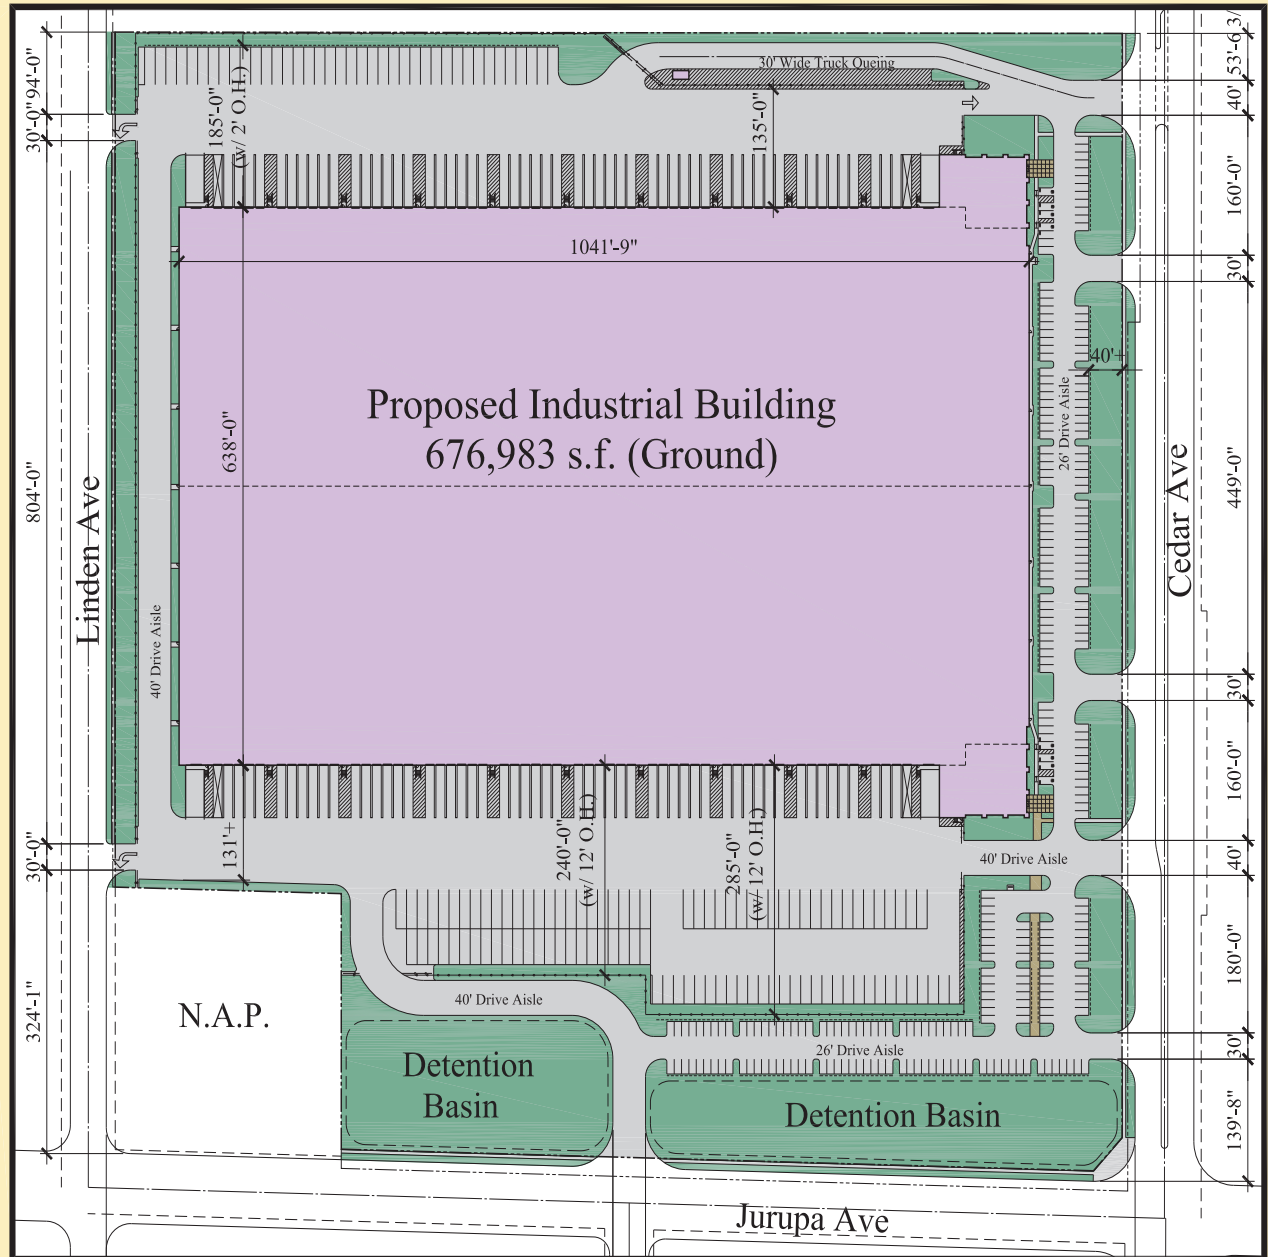 94'-0"
30'-0"
804'-0"
30'-0"
324'-1"
Linden Ave
185'-0"
(w/ 2' O.H.)
30' Wide Truck Queing
135'-0"
1041'-9"
638'-0"
Proposed Industrial Building
676,983 s.f. (Ground)
40' Drive Aisle
26' Drive Aisle
40'+
Cedar Ave
40'
160'-0"
30'
449'-0"
30'
160'-0"
40'
180'-0"
30'
139'-8"
131'+
240'-0"
(w/ 12' O.H.)
285'-0"
(w/ 12' O.H.)
40' Drive Aisle
N.A.P.
40' Drive Aisle
26' Drive Aisle
Detention
Basin
Detention Basin
Jurupa Ave